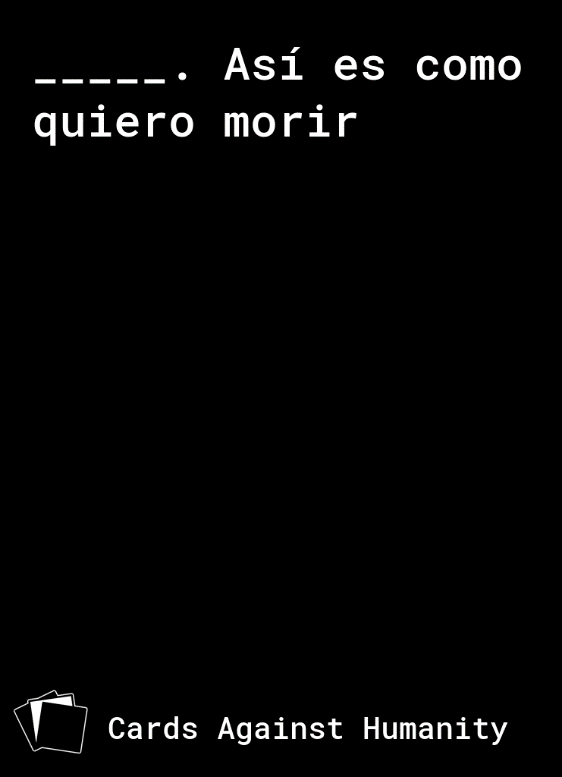 _____. Así es como
quiero morir
Cards Against Humanity